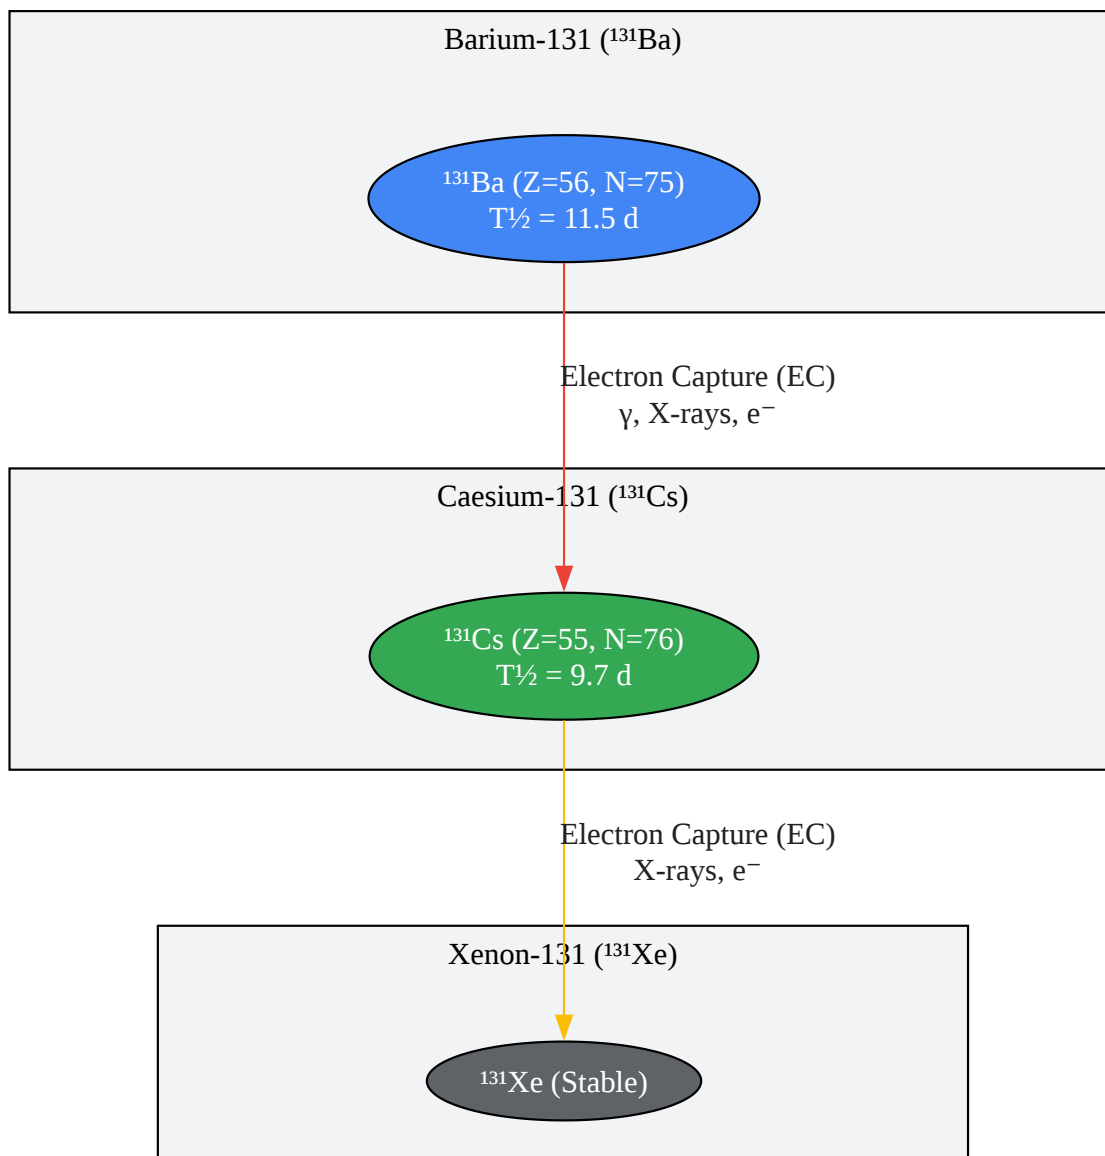 Barium-131 (¹³¹Ba)
¹³¹Ba (Z=56, N=75)
T½ = 11.5 d
Electron Capture (EC)
γ, X-rays, e⁻
Caesium-131 (¹³¹Cs)
¹³¹Cs (Z=55, N=76)
T½ = 9.7 d
Electron Capture (EC)
X-rays, e⁻
Xenon-131 (¹³¹Xe)
¹³¹Xe (Stable)